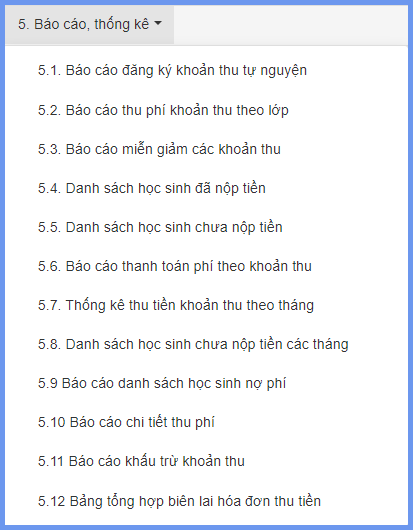 5. Báo cáo, thống kê
5.1. Báo cáo đăng ký khoản thu tự nguyện
5.2. Báo cáo thu phí khoản thu theo lớp
5.3. Báo cáo miễn giảm các khoản thu
5.4. Danh sách học sinh đã nộp tiền
5.5. Danh sách học sinh chưa nộp tiền
5.6. Báo cáo thanh toán phí theo khoản thu
5.7. Thống kê thu tiền khoản thu theo tháng
5.8. Danh sách học sinh chưa nộp tiền các tháng
5.9 Báo cáo danh sách học sinh nợ phí
5.10 Báo cáo chi tiết thu phí
5.11 Báo cáo khấu trừ khoản thu
5.12 Bảng tổng hợp biên lai hóa đơn thu tiền